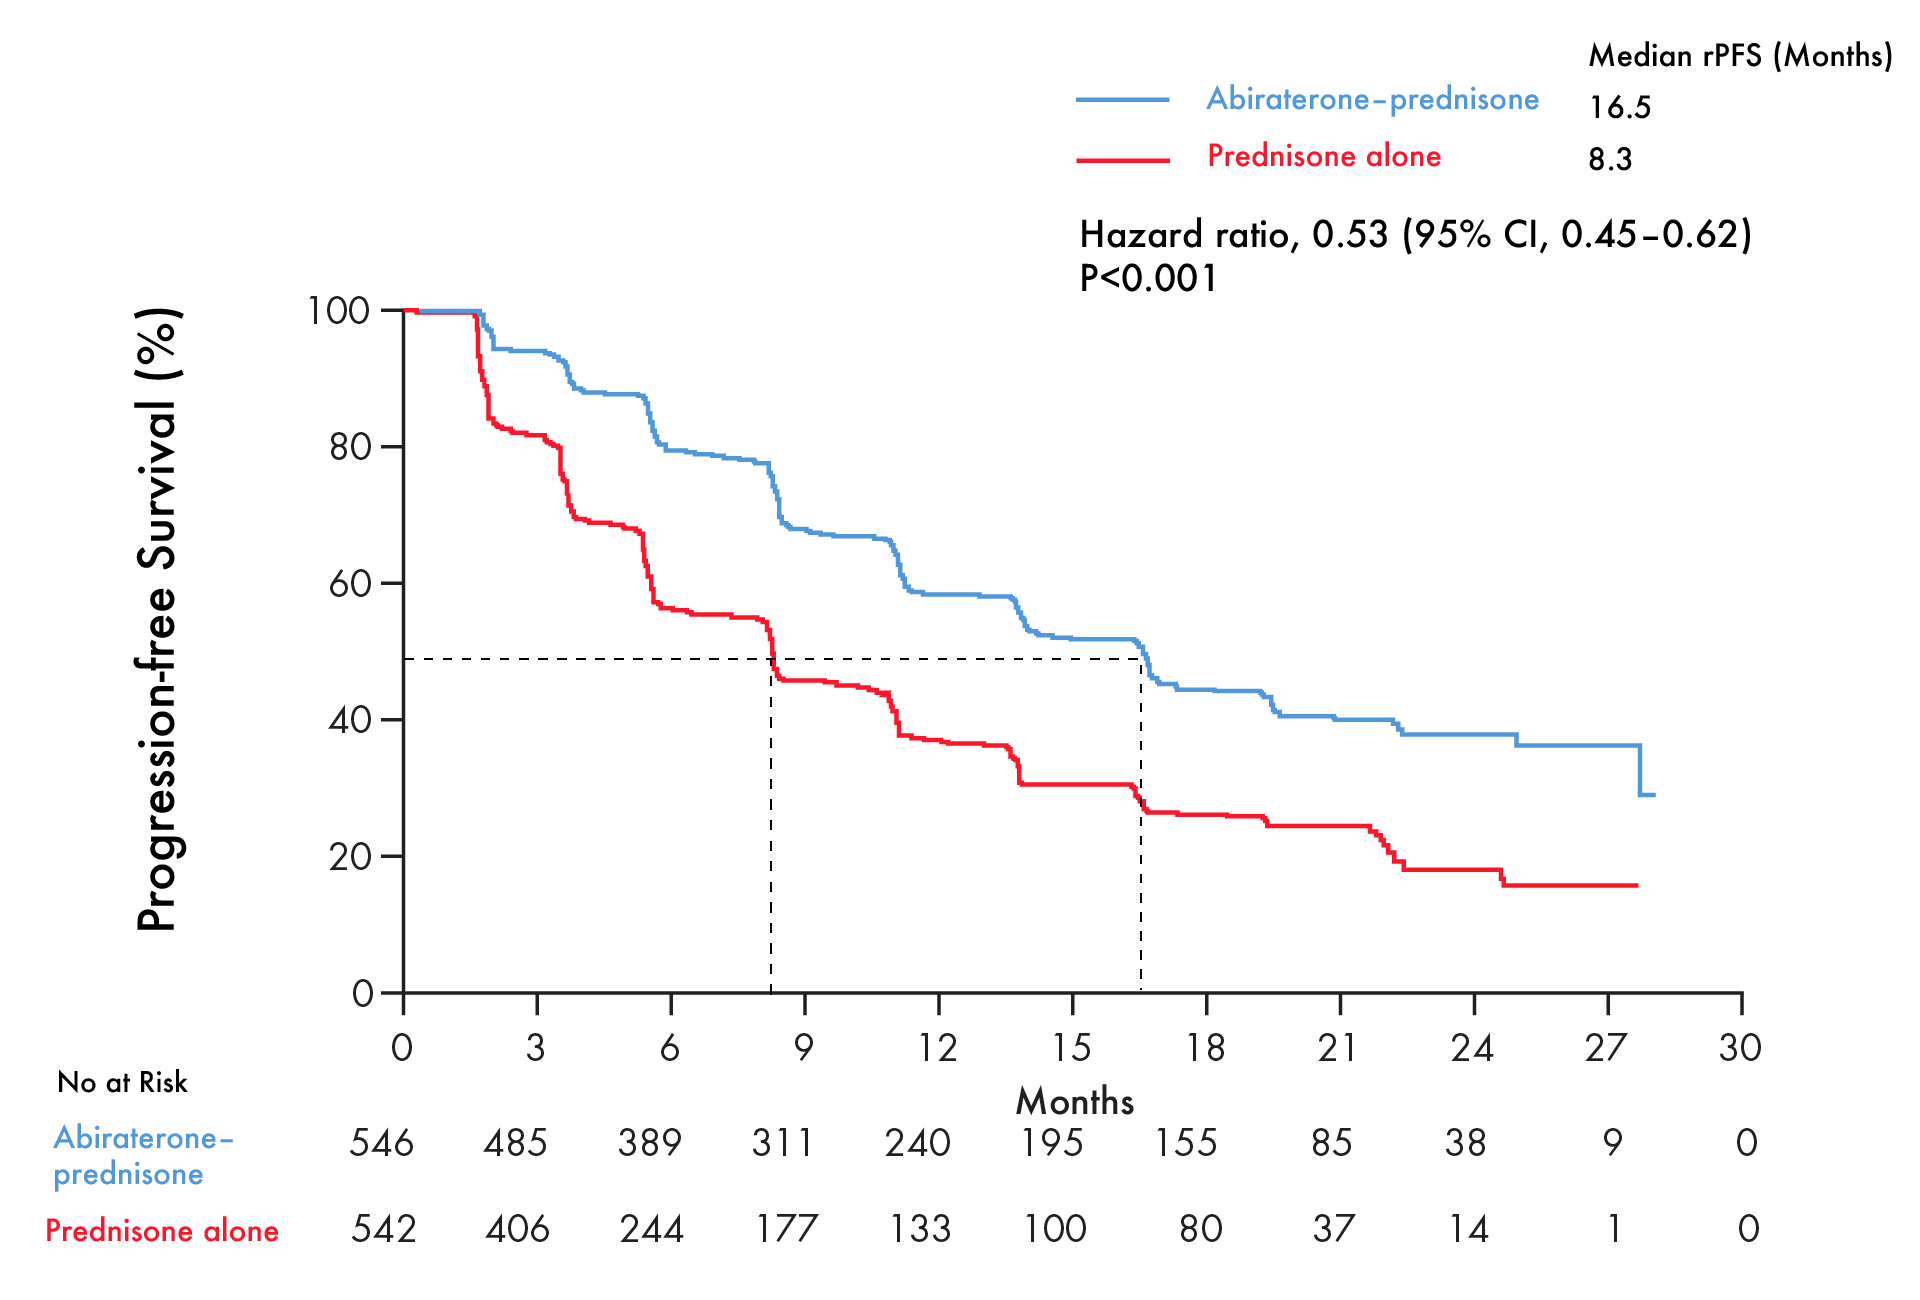 Median rPFS (Months)
Abiraterone–prednisone 16.5
Prednisone alone 8.3
Hazard ratio, 0.53 (95% CI, 0.45–0.62)
P<0.001
Progression-free Survival (%)
100
80
60
40
20
0
0 3 6 9 12 15 18 21 24 27 30
Months
No at Risk
Abiraterone–
prednisone 546 485 389 311 240 195 155 85 38 9 0
Prednisone alone 542 406 244 177 133 100 80 37 14 1 0